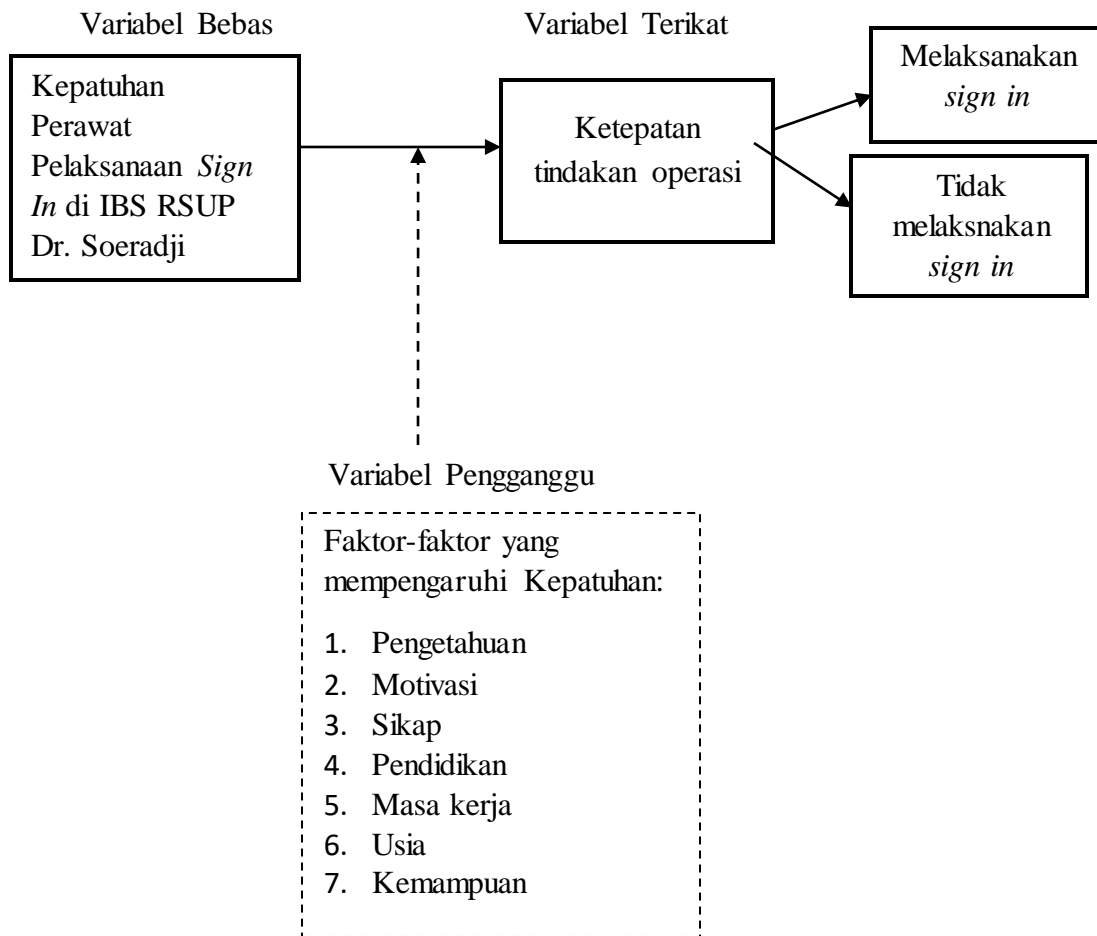 Variabel Bebas
Kepatuhan
Perawat
Pelaksanaan Sign
In di IBS RSUP
Dr. Soeradji
Variabel Terikat
Ketepatan
tindakan operasi
Melaksanakan
sign in
Tidak
melaksnakan
sign in
Variabel Pengganggu
Faktor-faktor yang
mempengaruhi Kepatuhan:
1. Pengetahuan
2. Motivasi
3. Sikap
4. Pendidikan
5. Masa kerja
6. Usia
7. Kemampuan